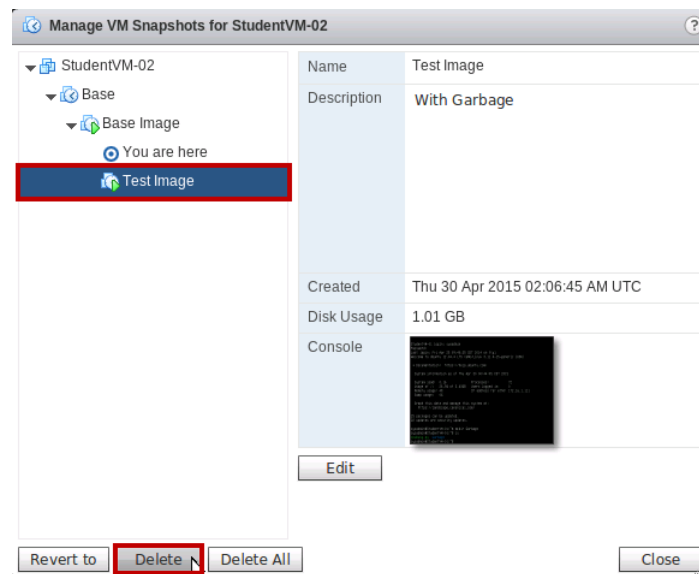 Manage VM Snapshots for StudentVM-02
?
StudentVM-02
Base
Base Image
You are here
Test Image
Name Test Image
Description With Garbage
Created Thu 30 Apr 2015 02:06:45 AM UTC
Disk Usage 1.01 GB
Console
Edit
Revert to Delete Delete All Close